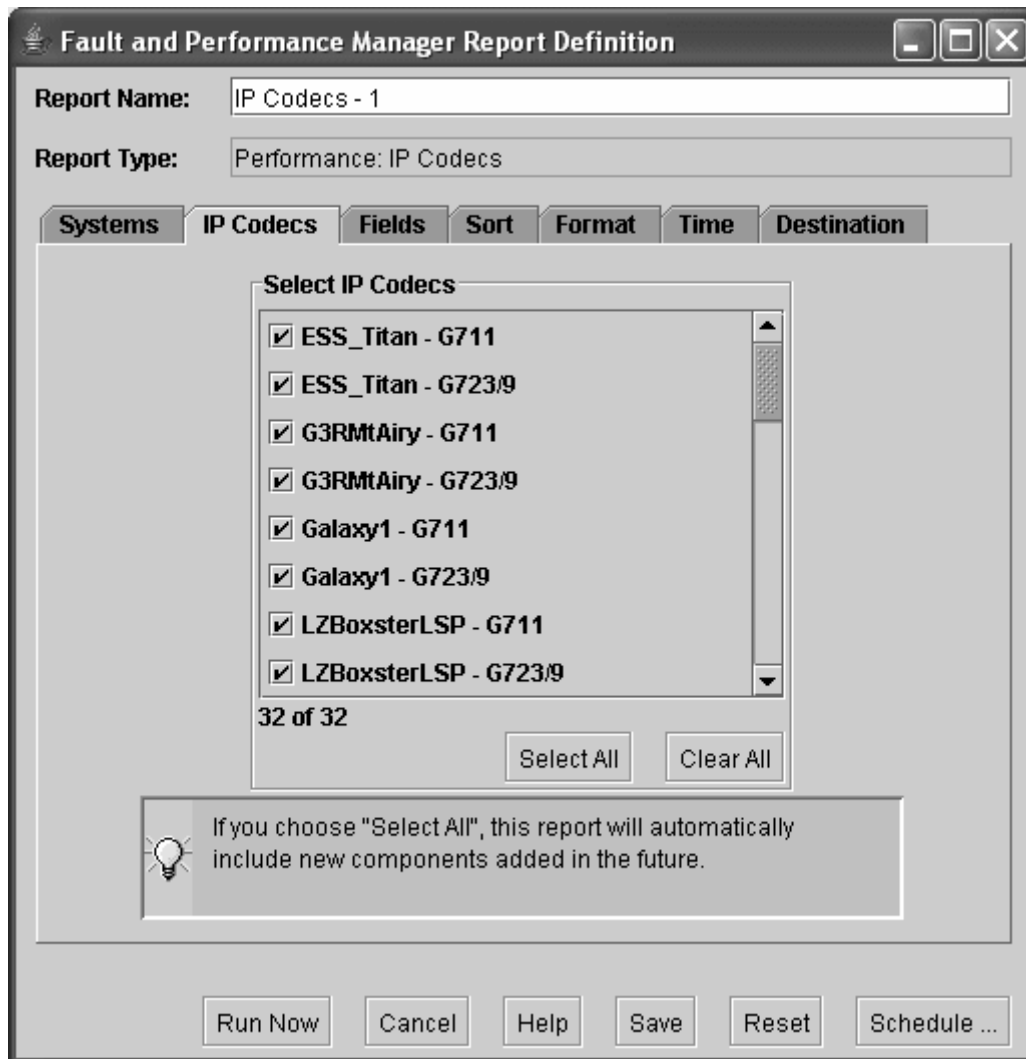 Fault and Performance Manager Report Definition
Report Name: IP Codecs - 1
Report Type: Performance: IP Codecs
Systems IP Codecs Fields Sort Format Time Destination
Select IP Codecs
ESS_Titan - G711
ESS_Titan - G723/9
G3RMtAiry - G711
G3RMtAiry - G723/9
Galaxy1 - G711
Galaxy1 - G723/9
LZBoxsterLSP - G711
LZBoxsterLSP - G723/9
32 of 32
Select All Clear All
If you choose "Select All", this report will automatically
include new components added in the future.
Run Now Cancel Help Save Reset Schedule ...